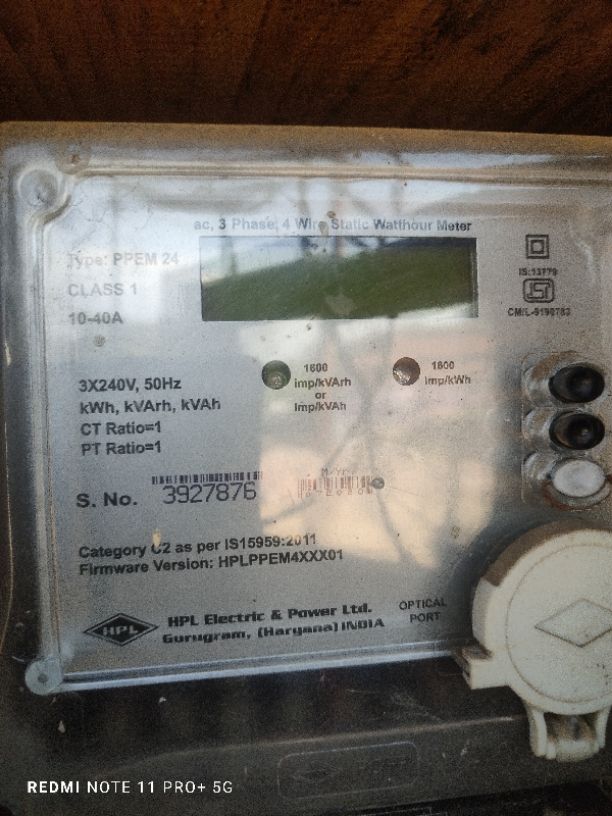 ac, 3 Phase, 4 Wire Static Watthour Meter
Type: PPEM 24
CLASS 1
10-40A
IS:13779
CM/L-9190783
3X240V, 50Hz
kWh, kVArh, kVAh
CT Ratio=1
PT Ratio=1
1600
imp/kVArh
or
imp/kVAh
1600
imp/kWh
S. No. 3927876
M/Yr.
Category C2 as per IS15959:2011
Firmware Version: HPLPPEM4XXX01
HPL
HPL Electric & Power Ltd.
Gurugram, (Haryana) INDIA
OPTICAL
PORT
REDMI NOTE 11 PRO+ 5G